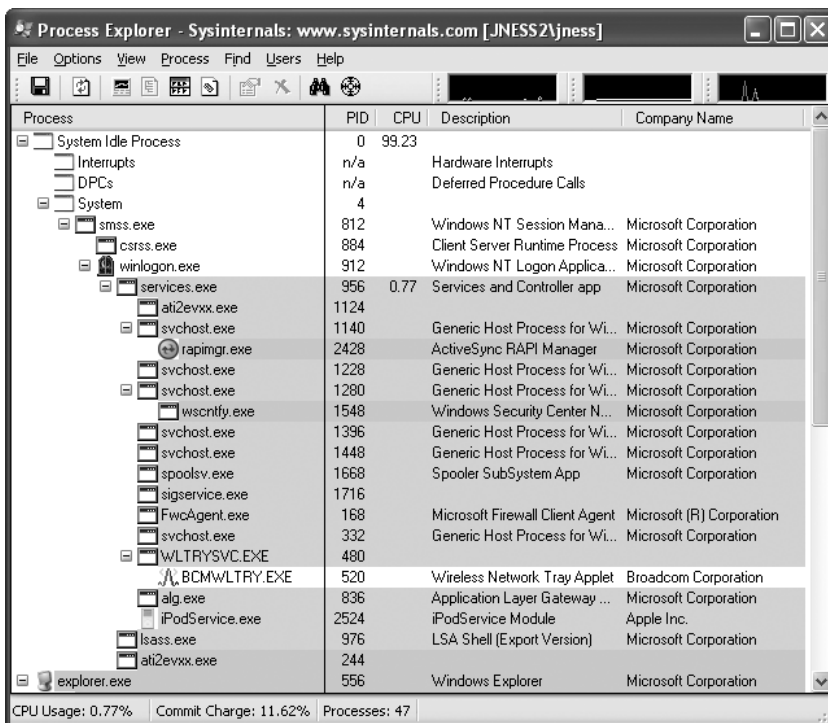 Process Explorer - Sysinternals: www.sysinternals.com [JNESS2\jness]
File Options View Process Find Users Help
Process PID CPU Description Company Name
System Idle Process 0 99.23
Interrupts n/a Hardware Interrupts
DPCs n/a Deferred Procedure Calls
System 4
smss.exe 812 Windows NT Session Mana... Microsoft Corporation
csrss.exe 884 Client Server Runtime Process Microsoft Corporation
winlogon.exe 912 Windows NT Logon Applica... Microsoft Corporation
services.exe 956 0.77 Services and Controller app Microsoft Corporation
ati2evxx.exe 1124
svchost.exe 1140 Generic Host Process for Wi... Microsoft Corporation
rapimgr.exe 2428 ActiveSync RAPI Manager Microsoft Corporation
svchost.exe 1228 Generic Host Process for Wi... Microsoft Corporation
svchost.exe 1280 Generic Host Process for Wi... Microsoft Corporation
wscntfy.exe 1548 Windows Security Center N... Microsoft Corporation
svchost.exe 1396 Generic Host Process for Wi... Microsoft Corporation
svchost.exe 1448 Generic Host Process for Wi... Microsoft Corporation
spoolsv.exe 1668 Spooler SubSystem App Microsoft Corporation
sigservice.exe 1716
FwcAgent.exe 168 Microsoft Firewall Client Agent Microsoft (R) Corporation
svchost.exe 332 Generic Host Process for Wi... Microsoft Corporation
WLTRYSVC.EXE 480
BCMWLTRY.EXE 520 Wireless Network Tray Applet Broadcom Corporation
alg.exe 836 Application Layer Gateway ... Microsoft Corporation
iPodService.exe 2524 iPodService Module Apple Inc.
lsass.exe 976 LSA Shell (Export Version) Microsoft Corporation
ati2evxx.exe 244
explorer.exe 556 Windows Explorer Microsoft Corporation
CPU Usage: 0.77% Commit Charge: 11.62% Processes: 47